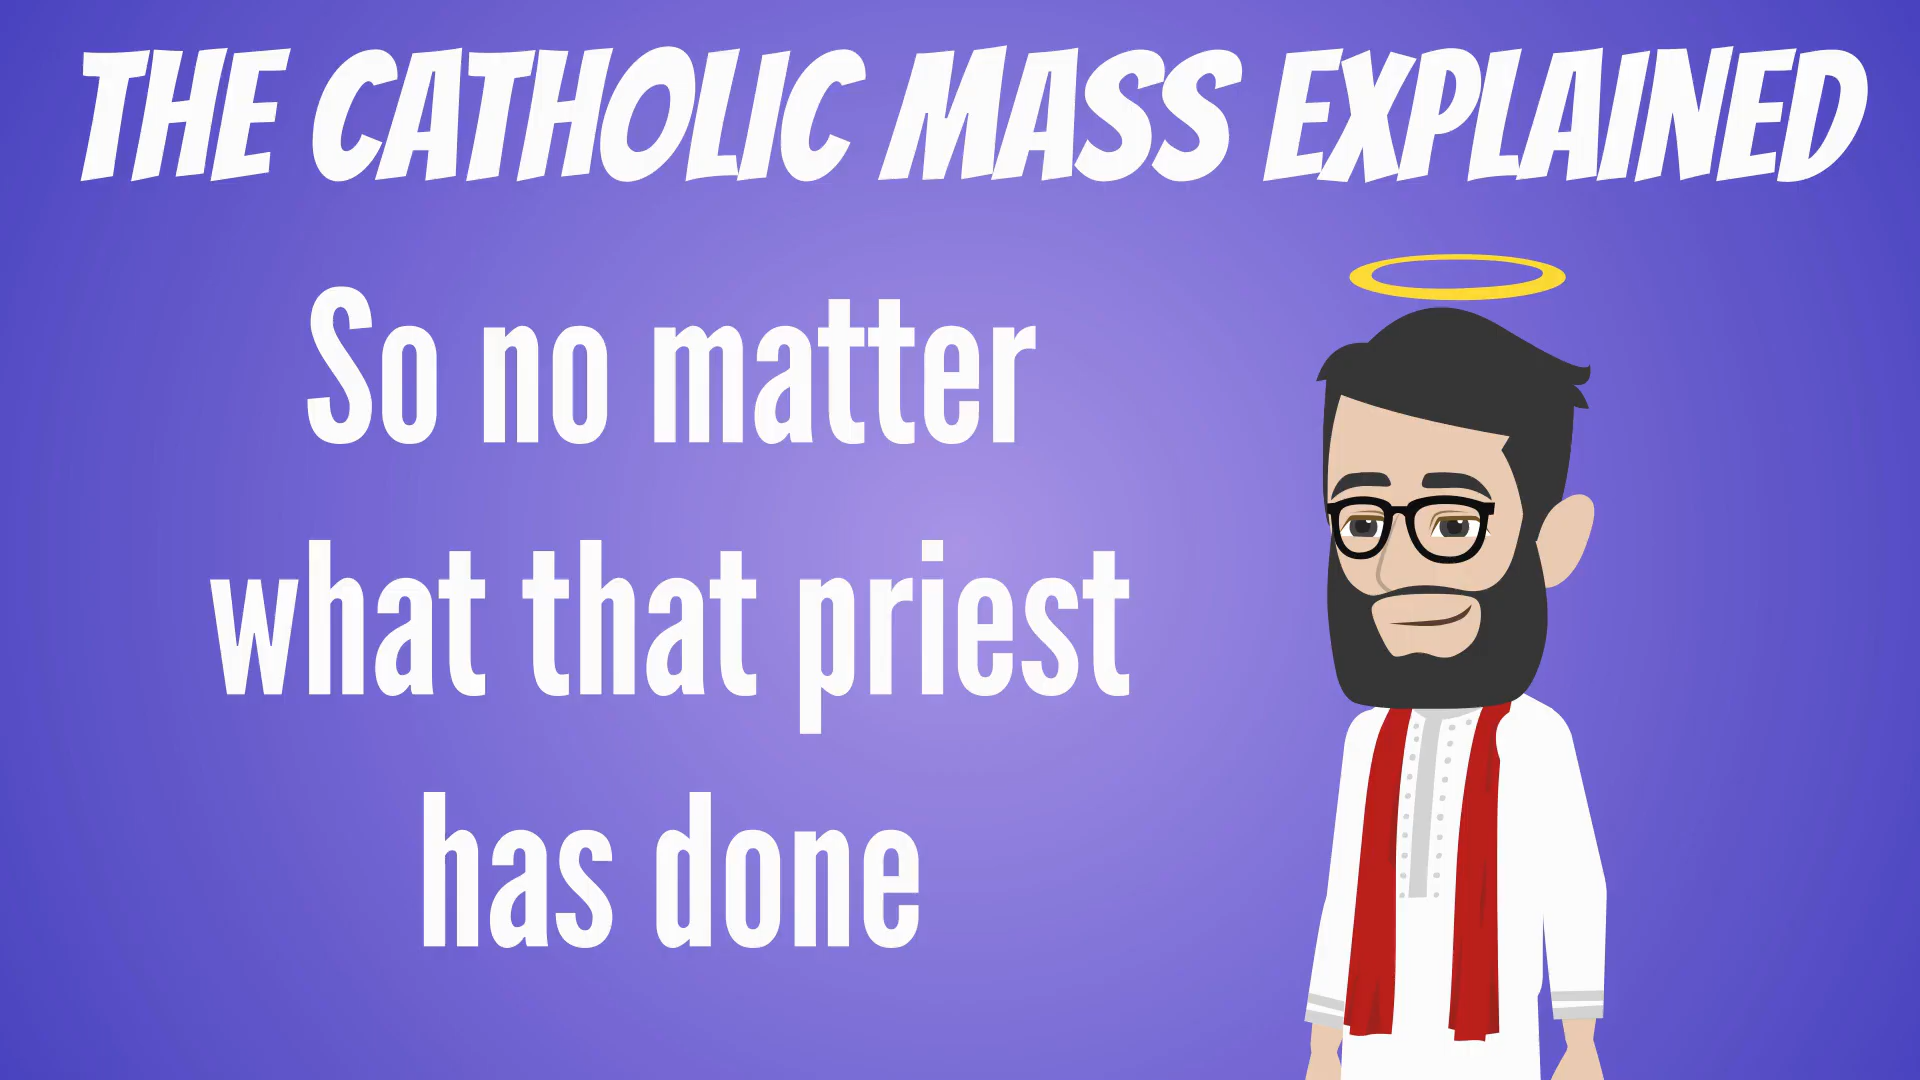 THE CATHOLIC MASS EXPLAINED
So no matter
what that priest
has done